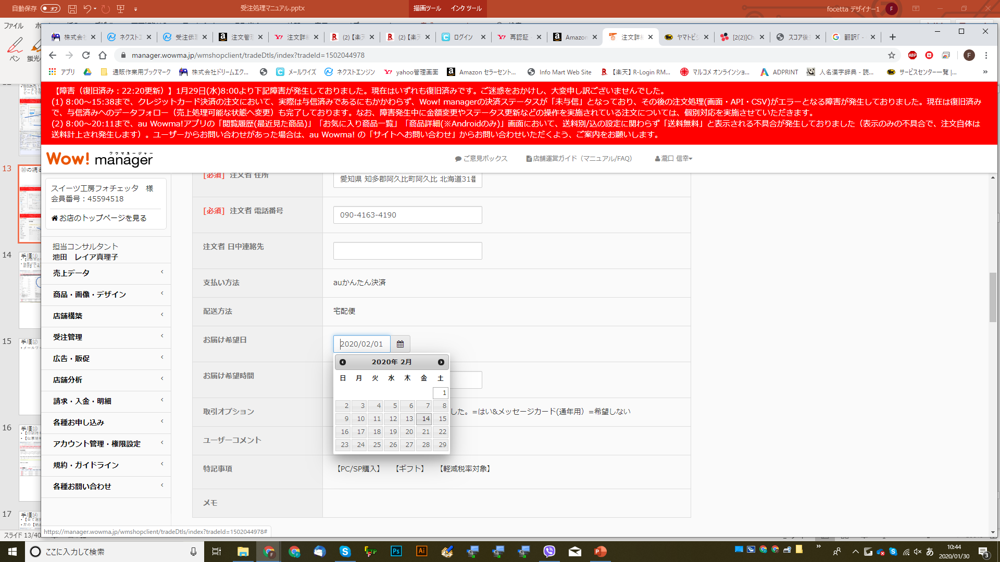 自動保存 オフ
受注処理マニュアル.pptx
描画ツール インク ツール
focetta デザイナー1 F
ファイル
ペン 蛍光
株式会社
ネクストエ
受注伝票
注文管理
注文詳細
(2) 【楽天
(2) 【楽天
ログイン
再認証 -
Amazon
注文詳細
ヤマトビジ
[2(2)]Ch
スコア後
翻訳「 -
manager.wowma.jp/wmshopclient/tradeDtls/index?tradeId=1502044978
アプリ
通販作業用ブックマーク
株式会社ドリームエク...
メールワイズ
ネクストエンジン
yahoo管理画面
Amazon セラーセント...
Info Mart Web Site
【楽天】R-Login RM...
マルコメ オンラインショ...
ADPRINT
人名漢字辞典 - 読...
サービスセンター一覧 |...
»
【障害（復旧済み：22:20更新）】1月29日(水)8:00より下記障害が発生しておりました。現在はいずれも復旧済みです。ご迷惑をおかけし、大変申し訳ございませんでした。
(1) 8:00～15:38まで、クレジットカード決済の注文において、実際は与信済みであるにもかかわらず、Wow! managerの決済ステータスが「未与信」となっており、その後の注文処理(画面・API・CSV)がエラーとなる障害が発生しておりました。現在は復旧済み
で、与信済みへのデータフォロー（売上処理可能な状態へ変更）も完了しております。なお、障害発生中に金額変更やステータス更新などの操作を実施されている注文については、個別対応を実施させていただきます。
(2) 8:00～20:11まで、au Wowma!アプリの「閲覧履歴(最近見た商品)」「お気に入り商品一覧」「商品詳細(※Androidのみ)」画面において、送料別/込の設定に関わらず「送料無料」と表示される不具合が発生しておりました（表示のみの不具合で、注文自体は
送料計上され発生します）。ユーザーからお問い合わせがあった場合は、au Wowma! の「サイトへお問い合わせ」からお問い合わせいただくよう、ご案内をお願いします。
ワウマネージャー
Wow! manager
ご意見ボックス
店舗運営ガイド（マニュアル/FAQ）
瀧口 信幸
スイーツ工房フォチェッタ 様
会員番号：45594518
お店のトップページを見る
担当コンサルタント
池田 レイア真理子
売上データ
商品・画像・デザイン
店舗構築
受注管理
広告・販促
店舗分析
請求・入金・明細
各種お申し込み
アカウント管理・権限設定
規約・ガイドライン
各種お問い合わせ
[必須] 注文者 住所
愛知県 知多郡阿久比町阿久比 北海道31番
[必須] 注文者 電話番号
090-4163-4190
注文者 日中連絡先
支払い方法
auかんたん決済
配送方法
宅配便
お届け希望日
2020/02/01
2020年 2月
日 月 火 水 木 金 土
1
2 3 4 5 6 7 8
9 10 11 12 13 14 15
16 17 18 19 20 21 22
23 24 25 26 27 28 29
お届け希望時間
取引オプション
した。=はい&メッセージカード(通年用）=希望しない
ユーザーコメント
特記事項
【PC/SP購入】 【ギフト】 【軽減税率対象】
メモ
13
14
15
16
17
https://manager.wowma.jp/wmshopclient/tradeDtls/index?tradeId=1502044978#
スライド 13/40
ここに入力して検索
あ
10:44
2020/01/30
3